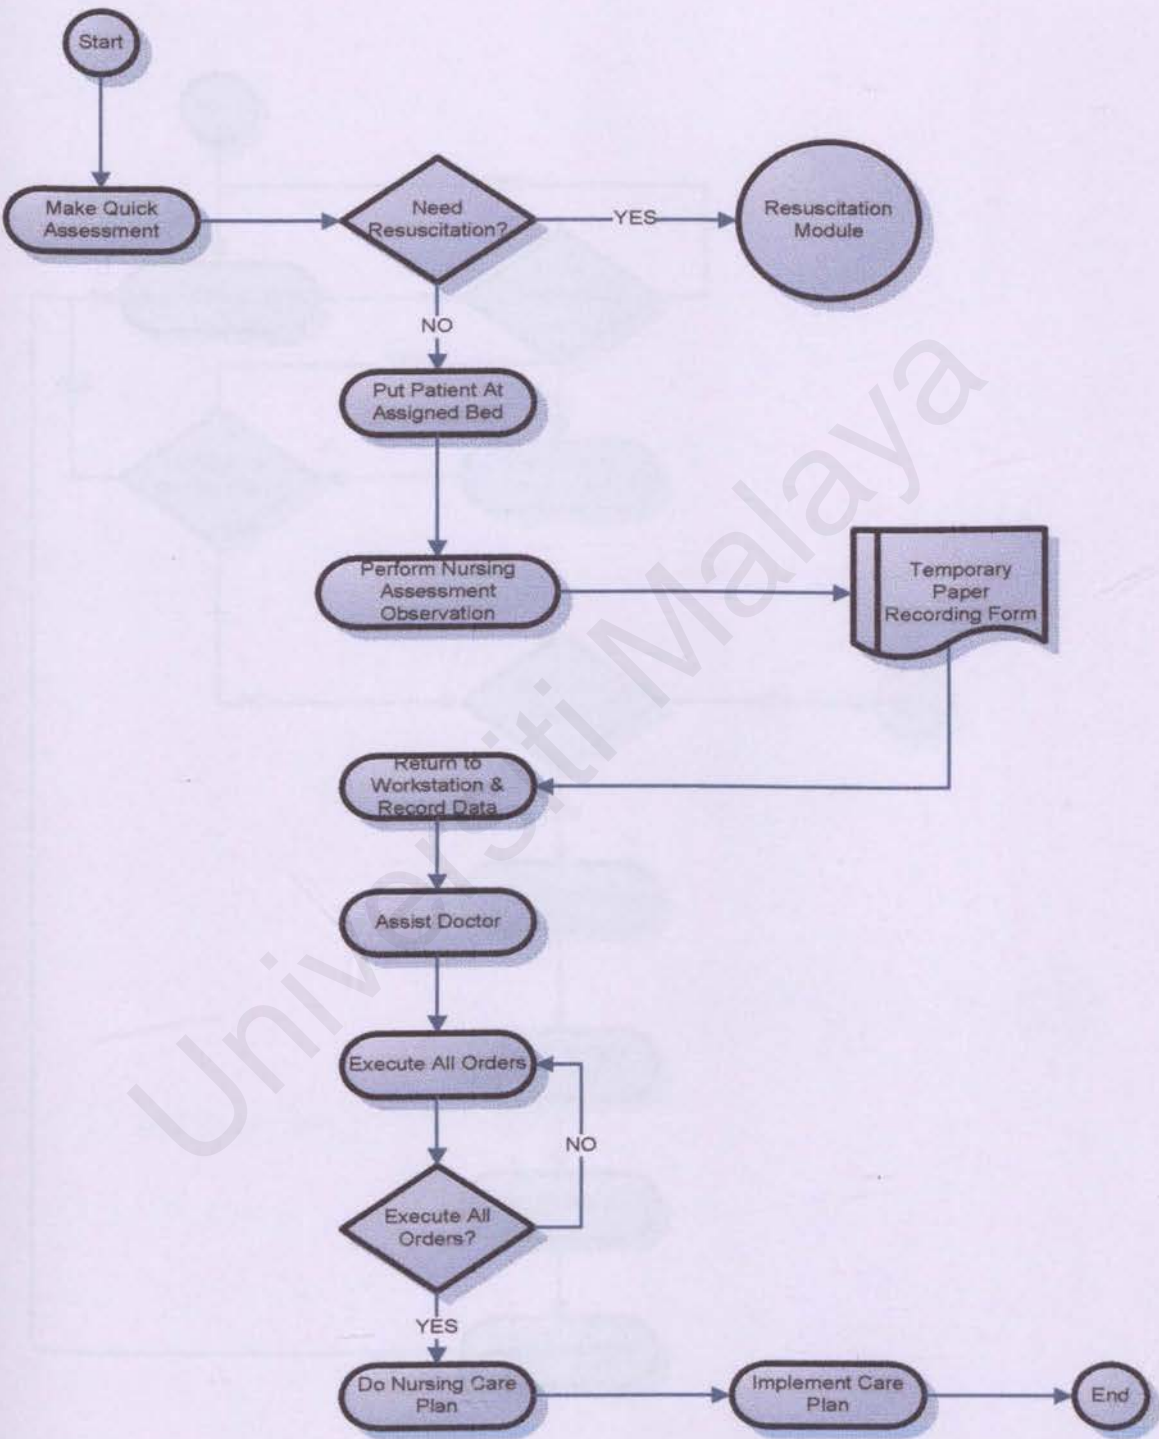 Start
Make Quick
Assessment
Need
Resuscitation?
YES
Resuscitation
Module
NO
Put Patient At
Assigned Bed
Perform Nursing
Assessment
Observation
Temporary
Paper
Recording Form
Return to
Workstation &
Record Data
Assist Doctor
Execute All Orders
NO
Execute All
Orders?
YES
Do Nursing Care
Plan
Implement Care
Plan
End
Universiti Malaya